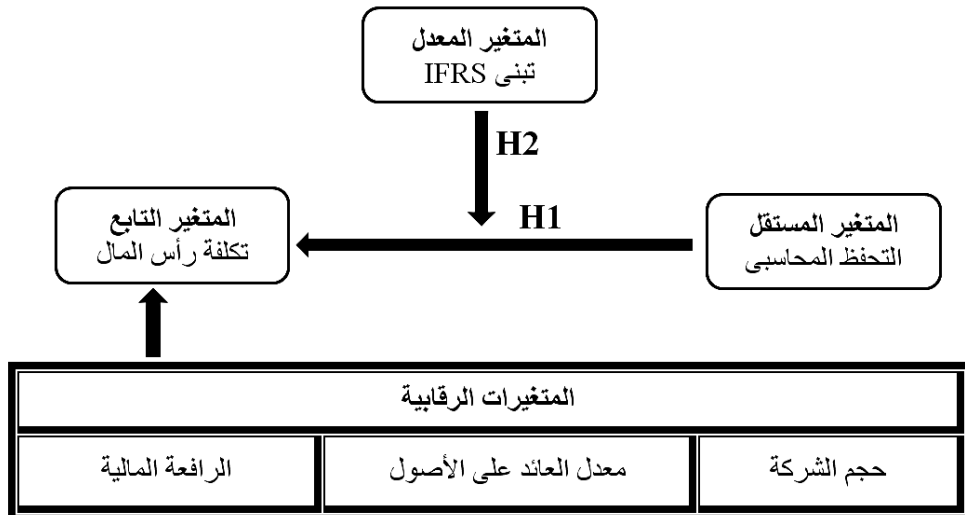 المتغير المعدل
تبنى IFRS
H2
H1
المتغير المستقل
التحفظ المحاسبى
المتغير التابع
تكلفة رأس المال
المتغيرات الرقابية
حجم الشركة
معدل العائد على الأصول
الرافعة المالية